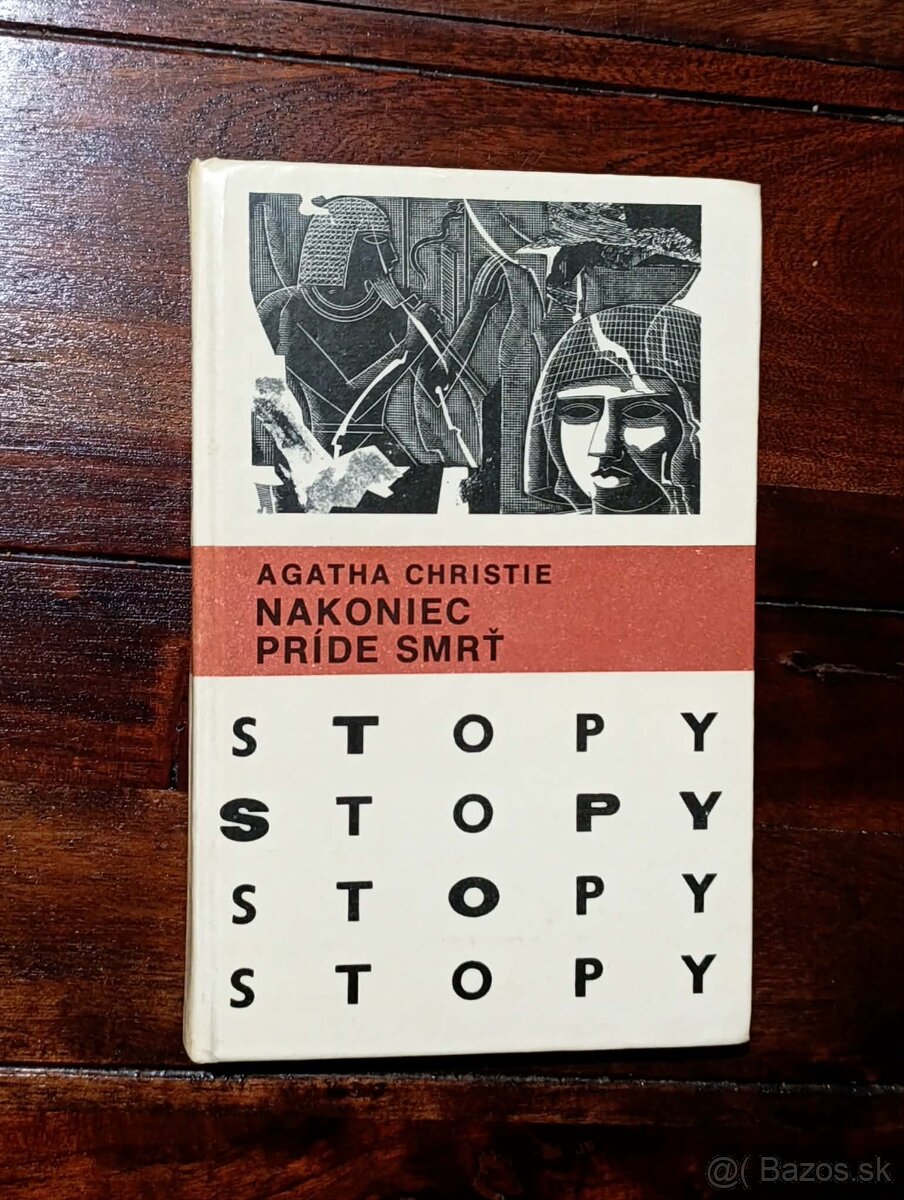 AGATHA CHRISTIE
NAKONIEC
PRÍDE SMRŤ
STOPY
STOPY
STOPY
STOPY
@( Bazos.sk